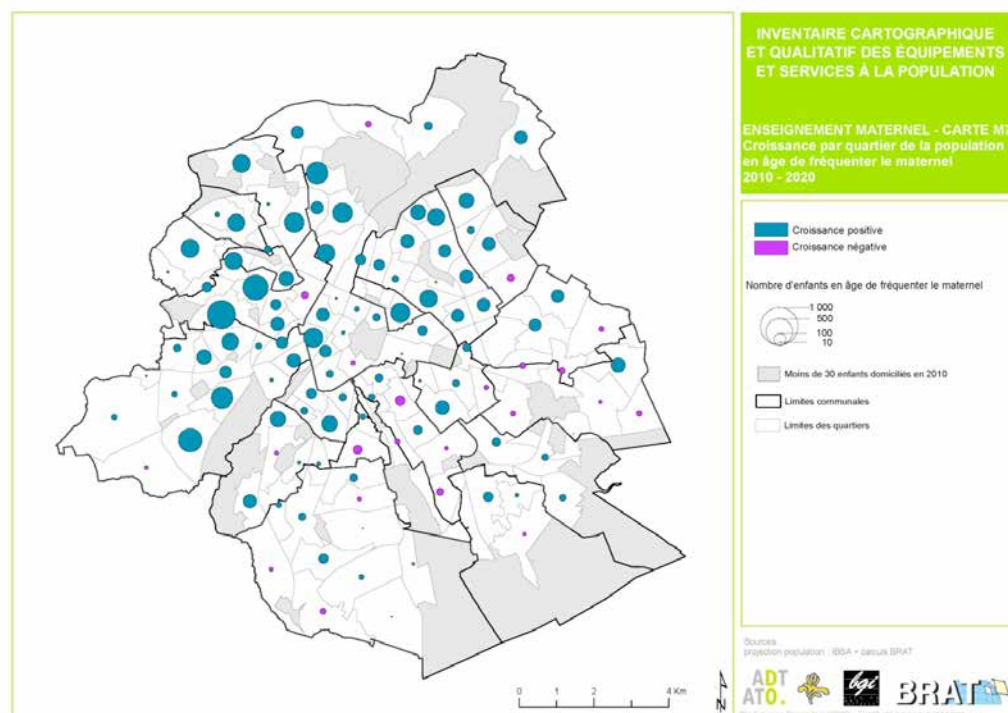 INVENTAIRE CARTOGRAPHIQUE
ET QUALITATIF DES ÉQUIPEMENTS
ET SERVICES À LA POPULATION
ENSEIGNEMENT MATERNEL - CARTE M7
Croissance par quartier de la population
en âge de fréquenter le maternel
2010 - 2020
Croissance positive
Croissance négative
Nombre d'enfants en âge de fréquenter le maternel
1 000
500
100
10
Moins de 30 enfants domiciliés en 2010
Limites communales
Limites des quartiers
Sources
projection population : IBSA + calculs BRAT
0 1 2 4 Km
N
ADT
ATO.
bgi
BRAT